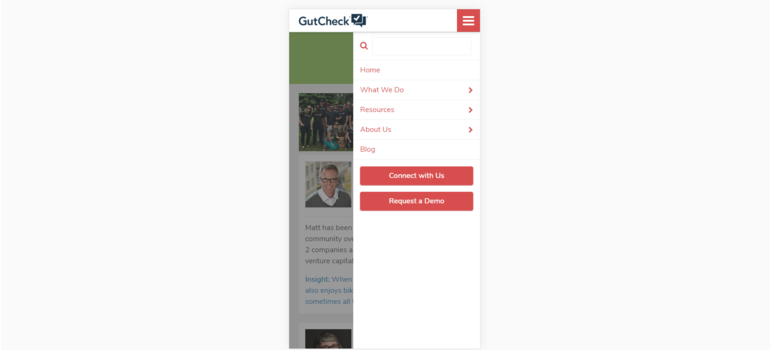 GutCheck
Home
What We Do
Resources
About Us
Blog
Connect with Us
Request a Demo
Matt has been
community ove
2 companies a
venture capita
Insight: When
also enjoys bik
sometimes all